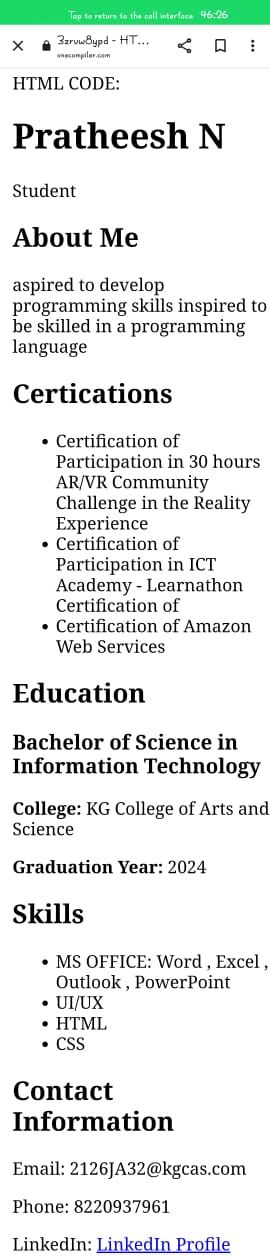 Tap to return to the call interface 46:26
3zrvw8ypd - HT...
onecompiler.com
HTML CODE:
Pratheesh N
Student
About Me
aspired to develop
programming skills inspired to
be skilled in a programming
language
Certications
• Certification of
Participation in 30 hours
AR/VR Community
Challenge in the Reality
Experience
• Certification of
Participation in ICT
Academy - Learnathon
Certification of
• Certification of Amazon
Web Services
Education
Bachelor of Science in
Information Technology
College: KG College of Arts and
Science
Graduation Year: 2024
Skills
• MS OFFICE: Word , Excel ,
Outlook , PowerPoint
• UI/UX
• HTML
• CSS
Contact
Information
Email: 2126JA32@kgcas.com
Phone: 8220937961
LinkedIn: LinkedIn Profile